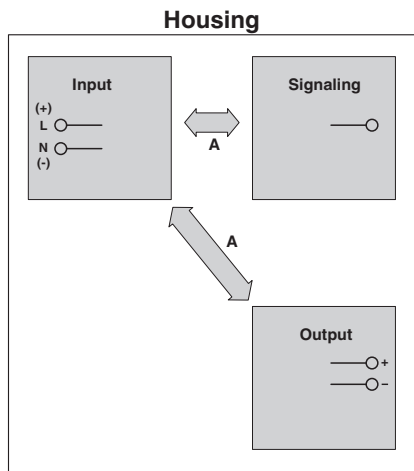 Housing
Input
Signaling
(+)
L
N
(-)
A
A
Output
+
−